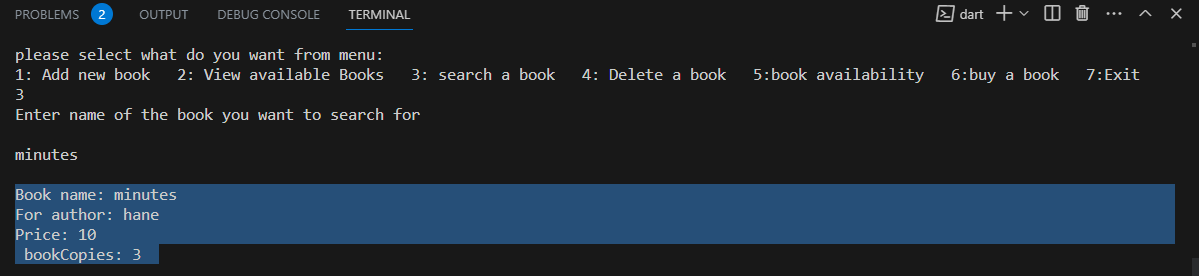 PROBLEMS 2 OUTPUT DEBUG CONSOLE TERMINAL dart
please select what do you want from menu:
1: Add new book   2: View available Books   3: search a book   4: Delete a book   5:book availability   6:buy a book   7:Exit
3
Enter name of the book you want to search for
minutes
Book name: minutes
For author: hane
Price: 10
bookCopies: 3